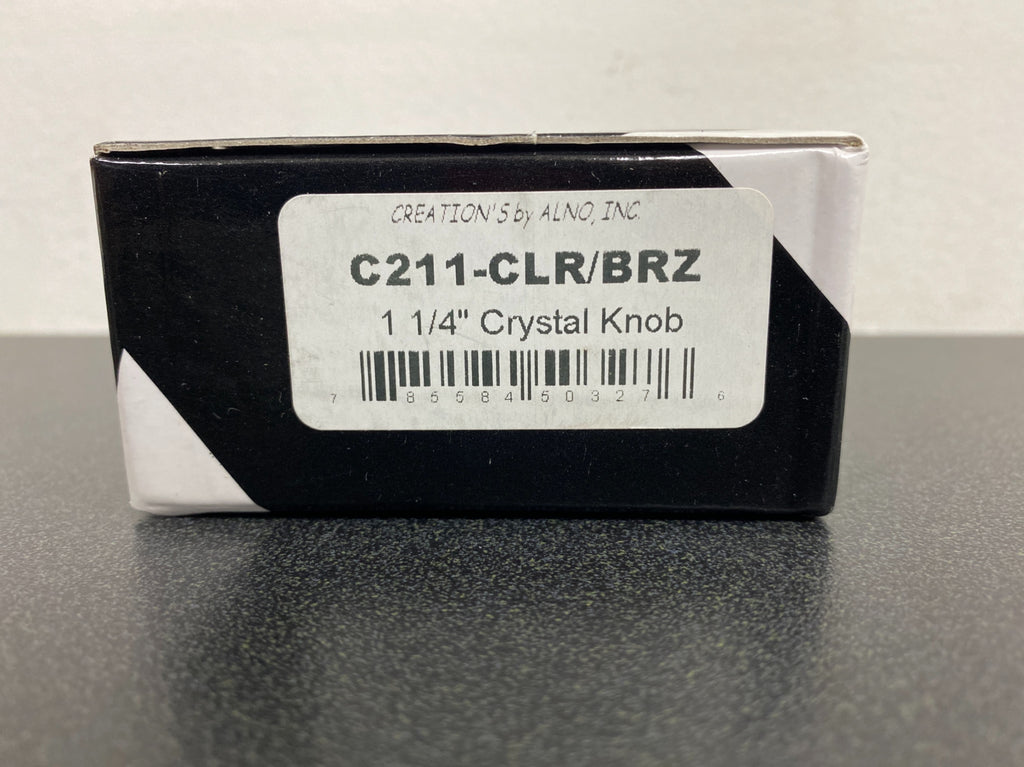 CREATION'S by ALNO, INC.
C211-CLR/BRZ
1 1/4" Crystal Knob
7 85584 50327 6